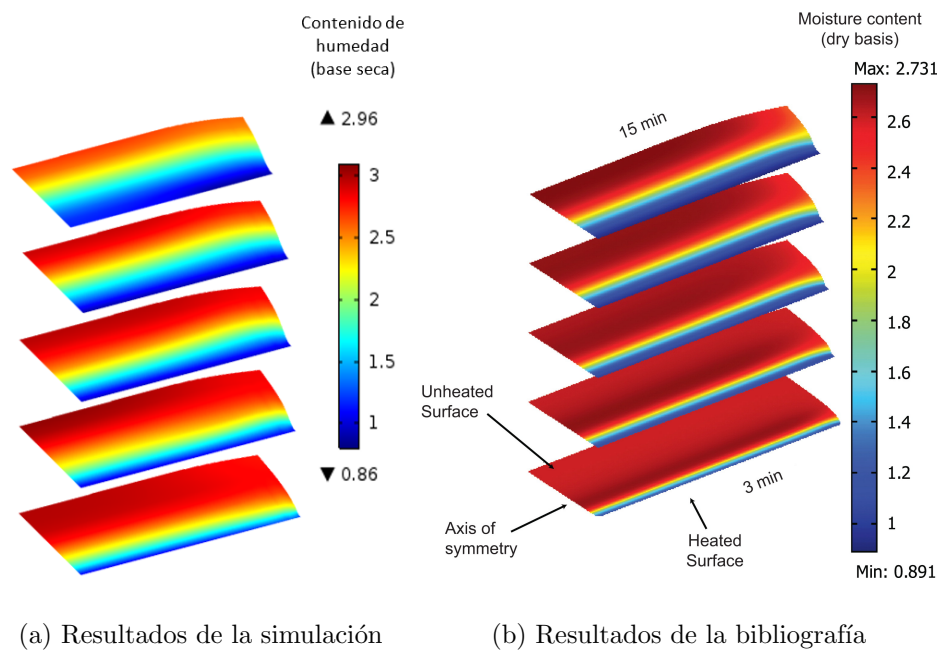 Contenido de
humedad
(base seca)
▲ 2.96
3
2.5
2
1.5
1
▼ 0.86
Moisture content
(dry basis)
Max: 2.731
2.6
2.4
2.2
2
1.8
1.6
1.4
1.2
1
Min: 0.891
15 min
Unheated
Surface
3 min
Axis of
symmetry
Heated
Surface
(a) Resultados de la simulación
(b) Resultados de la bibliografía